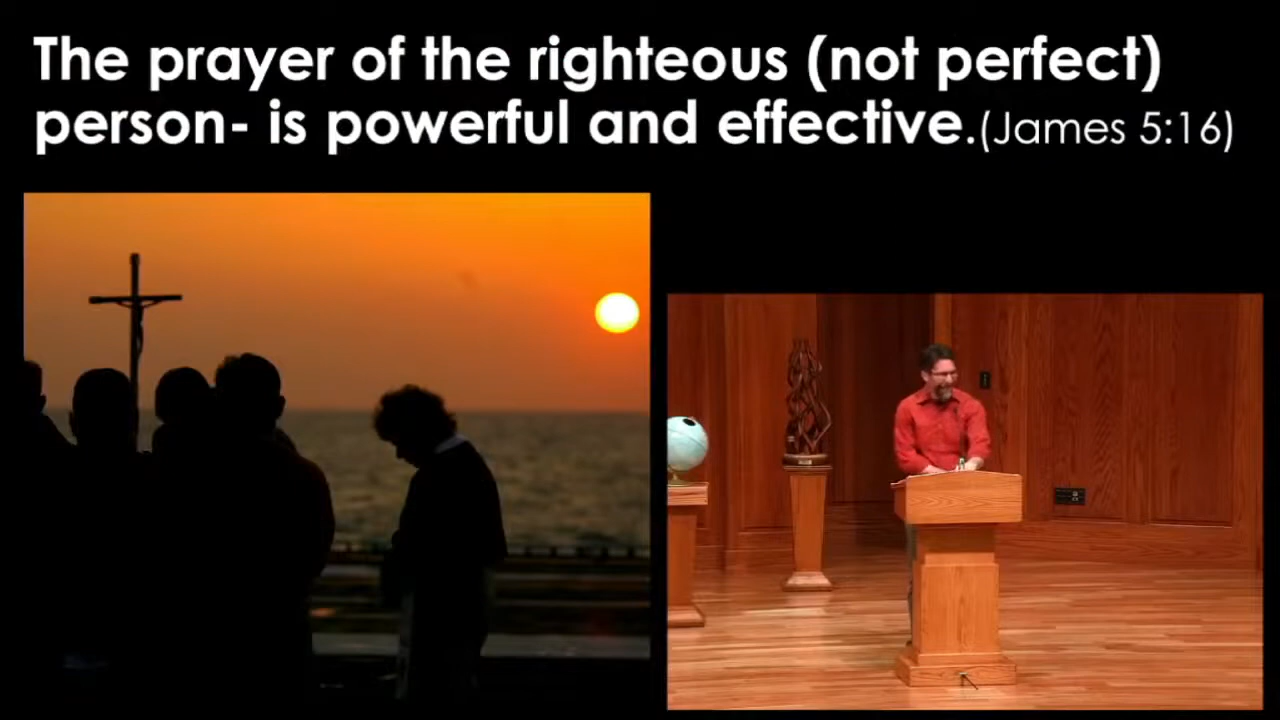 The prayer of the righteous (not perfect)
person- is powerful and effective.(James 5:16)